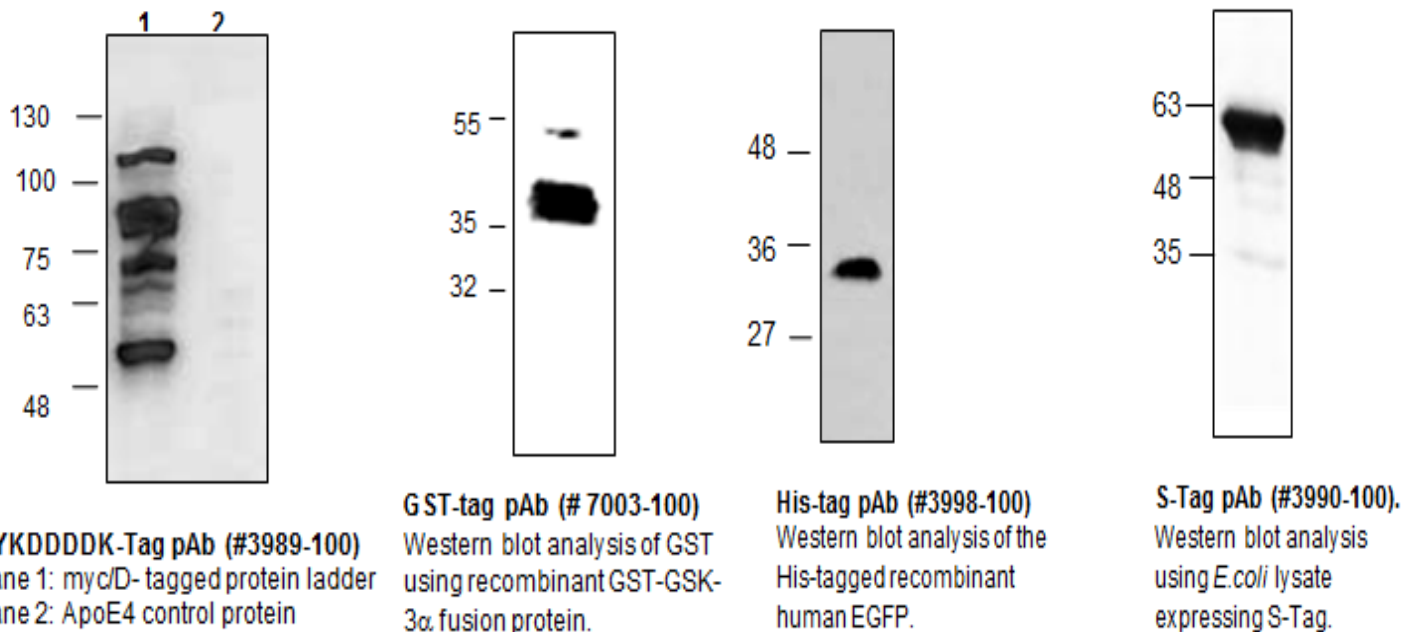 1 2
130
100
75
63
48
55
35
32
48
36
27
63
48
35
YKDDDDK-Tag pAb (#3989-100)
ane 1: myc/D- tagged protein ladder
ane 2: ApoE4 control protein
GST-tag pAb (# 7003-100)
Western blot analysis of GST
using recombinant GST-GSK-
3α fusion protein.
His-tag pAb (#3998-100)
Western blot analysis of the
His-tagged recombinant
human EGFP.
S-Tag pAb (#3990-100).
Western blot analysis
using E.coli lysate
expressing S-Tag.